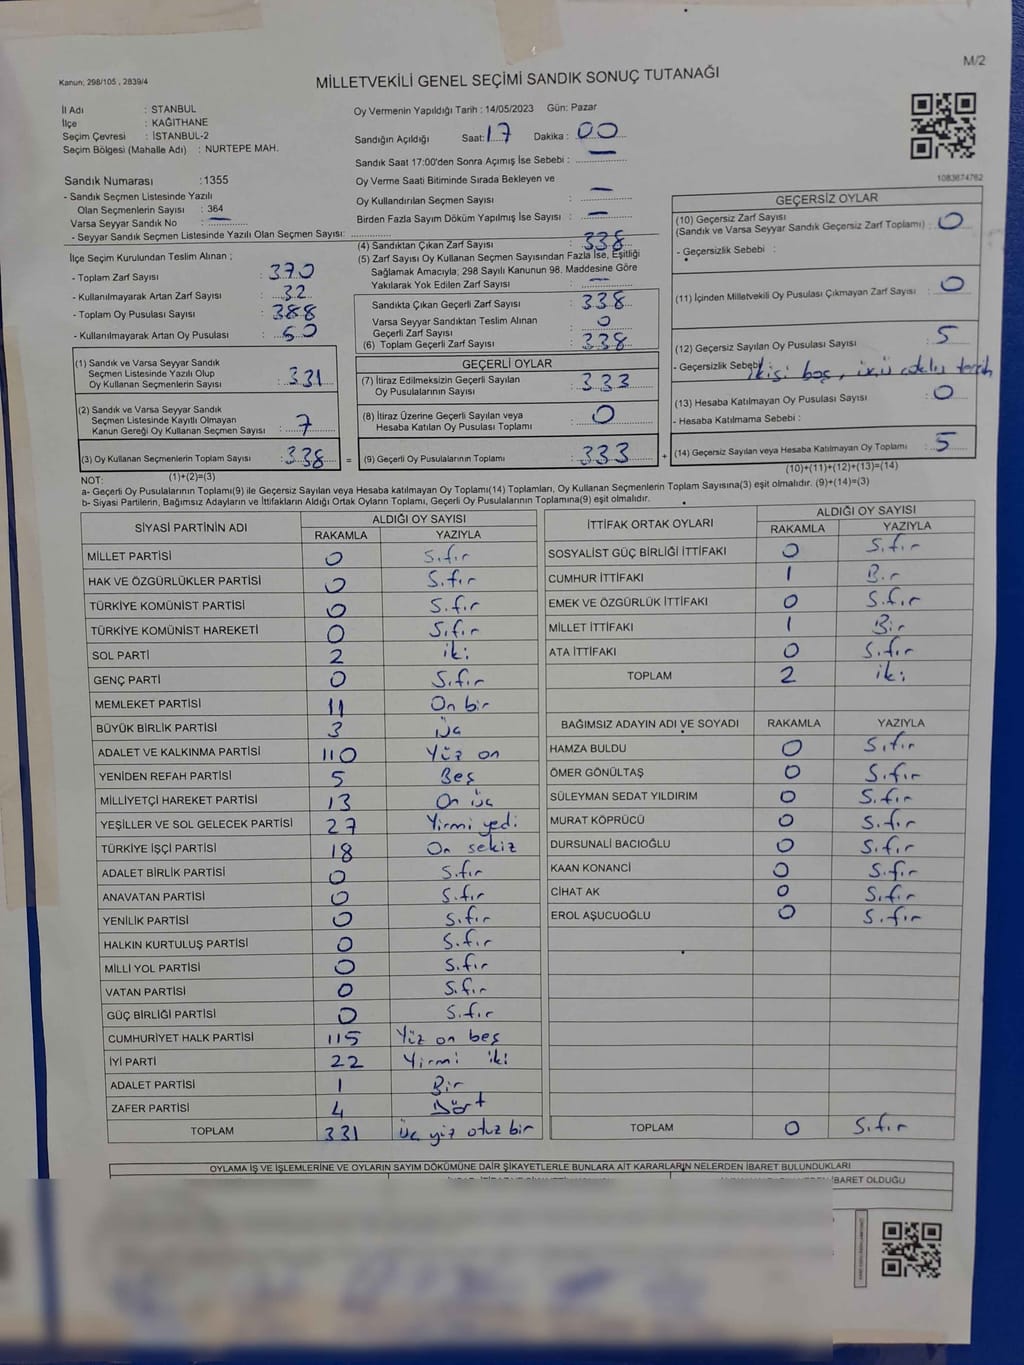 M/2
Kanun: 298/105 , 2839/4
MİLLETVEKİLİ GENEL SEÇİMİ SANDIK SONUÇ TUTANAĞI
İl Adı : STANBUL
İlçe : KAĞITHANE
Seçim Çevresi : İSTANBUL-2
Seçim Bölgesi (Mahalle Adı) : NURTEPE MAH.
Oy Vermenin Yapıldığı Tarih : 14/05/2023 Gün: Pazar
Sandığın Açıldığı Saat: 17 Dakika : 00
Sandık Saat 17:00'den Sonra Açımış İse Sebebi : —
Oy Verme Saati Bitiminde Sırada Bekleyen ve
Oy Kullandırılan Seçmen Sayısı : —
Birden Fazla Sayım Döküm Yapılmış İse Sayısı : —
1083674762
Sandık Numarası :1355
- Sandık Seçmen Listesinde Yazılı
Olan Seçmenlerin Sayısı : 364
Varsa Seyyar Sandık No : —
- Seyyar Sandık Seçmen Listesinde Yazılı Olan Seçmen Sayısı:
İlçe Seçim Kurulundan Teslim Alınan ;
- Toplam Zarf Sayısı : 370
- Kullanılmayarak Artan Zarf Sayısı : 32
- Toplam Oy Pusulası Sayısı : 388
- Kullanılmayarak Artan Oy Pusulası : 50
(1) Sandık ve Varsa Seyyar Sandık
Seçmen Listesinde Yazılı Olup
Oy Kullanan Seçmenlerin Sayısı : 331
(2) Sandık ve Varsa Seyyar Sandık
Seçmen Listesinde Kayıtlı Olmayan
Kanun Gereği Oy Kullanan Seçmen Sayısı : 7
(3) Oy Kullanan Seçmenlerin Toplam Sayısı : 338 =
(1)+(2)=(3)
(4) Sandıktan Çıkan Zarf Sayısı : 338
(5) Zarf Sayısı Oy Kullanan Seçmen Sayısından Fazla İse, Eşitliği
Sağlamak Amacıyla; 298 Sayılı Kanunun 98. Maddesine Göre
Yakılarak Yok Edilen Zarf Sayısı : —
Sandıkta Çıkan Geçerli Zarf Sayısı : 338
Varsa Seyyar Sandıktan Teslim Alınan
Geçerli Zarf Sayısı : 0
(6) Toplam Geçerli Zarf Sayısı : 338
GEÇERLİ OYLAR
(7) İtiraz Edilmeksizin Geçerli Sayılan
Oy Pusulalarının Sayısı : 333
(8) İtiraz Üzerine Geçerli Sayılan veya
Hesaba Katılan Oy Pusulası Toplamı : 0
(9) Geçerli Oy Pusulalarının Toplamı : 333 +
GEÇERSİZ OYLAR
(10) Geçersiz Zarf Sayısı
(Sandık ve Varsa Seyyar Sandık Geçersiz Zarf Toplamı) : 0
- Geçersizlik Sebebi :
(11) İçinden Milletvekili Oy Pusulası Çıkmayan Zarf Sayısı : 0
(12) Geçersiz Sayılan Oy Pusulası Sayısı : 5
- Geçersizlik Sebebi ikisi boş,
(13) Hesaba Katılmayan Oy Pusulası Sayısı : 0
- Hesaba Katılmama Sebebi :
(14) Geçersiz Sayılan veya Hesaba Katılmayan Oy Toplamı : 5
(10)+(11)+(12)+(13)=(14)
NOT:
a- Geçerli Oy Pusulalarının Toplamı(9) ile Geçersiz Sayılan veya Hesaba katılmayan Oy Toplamı(14) Toplamları, Oy Kullanan Seçmenlerin Toplam Sayısına(3) eşit olmalıdır. (9)+(14)=(3)
b- Siyasi Partilerin, Bağımsız Adayların ve İttifakların Aldığı Ortak Oyların Toplamı, Geçerli Oy Pusulalarının Toplamına(9) eşit olmalıdır.
SİYASİ PARTİNİN ADI ALDIĞI OY SAYISI
RAKAMLA YAZIYLA
MİLLET PARTİSİ 0 Sıfır
HAK VE ÖZGÜRLÜKLER PARTİSİ 0 Sıfır
TÜRKİYE KOMÜNİST PARTİSİ 0 Sıfır
TÜRKİYE KOMÜNİST HAREKETİ 0 Sıfır
SOL PARTİ 2 iki
GENÇ PARTİ 0 Sıfır
MEMLEKET PARTİSİ 11 On bir
BÜYÜK BİRLİK PARTİSİ 3 üç
ADALET VE KALKINMA PARTİSİ 110 Yüz on
YENİDEN REFAH PARTİSİ 5 Beş
MİLLİYETÇİ HAREKET PARTİSİ 13 On üç
YEŞİLLER VE SOL GELECEK PARTİSİ 27 Yirmi yedi
TÜRKİYE İŞÇİ PARTİSİ 18 On sekiz
ADALET BİRLİK PARTİSİ 0 Sıfır
ANAVATAN PARTİSİ 0 Sıfır
YENİLİK PARTİSİ 0 Sıfır
HALKIN KURTULUŞ PARTİSİ 0 Sıfır
MİLLİ YOL PARTİSİ 0 Sıfır
VATAN PARTİSİ 0 Sıfır
GÜÇ BİRLİĞİ PARTİSİ 0 Sıfır
CUMHURİYET HALK PARTİSİ 115 Yüz on beş
İYİ PARTİ 22 Yirmi iki
ADALET PARTİSİ 1 Bir
ZAFER PARTİSİ 4 Dört
TOPLAM 331 üç yüz otuz bir
İTTİFAK ORTAK OYLARI ALDIĞI OY SAYISI
RAKAMLA YAZIYLA
SOSYALİST GÜÇ BİRLİĞİ İTTİFAKI 0 Sıfır
CUMHUR İTTİFAKI 1 Bir
EMEK VE ÖZGÜRLÜK İTTİFAKI 0 Sıfır
MİLLET İTTİFAKI 1 Bir
ATA İTTİFAKI 0 Sıfır
TOPLAM 2 iki
BAĞIMSIZ ADAYIN ADI VE SOYADI RAKAMLA YAZIYLA
HAMZA BULDU 0 Sıfır
ÖMER GÖNÜLTAŞ 0 Sıfır
SÜLEYMAN SEDAT YILDIRIM 0 Sıfır
MURAT KÖPRÜCÜ 0 Sıfır
DURSUNALİ BACIOĞLU 0 Sıfır
KAAN KONANCİ 0 Sıfır
CİHAT AK 0 Sıfır
EROL AŞUCUOĞLU 0 Sıfır
TOPLAM 0 Sıfır
OYLAMA İŞ VE İŞLEMLERİNE VE OYLARIN SAYIM DÖKÜMÜNE DAİR ŞİKAYETLERLE BUNLARA AİT KARARLARIN NELERDEN İBARET BULUNDUKLARI
İBARET OLDUĞU